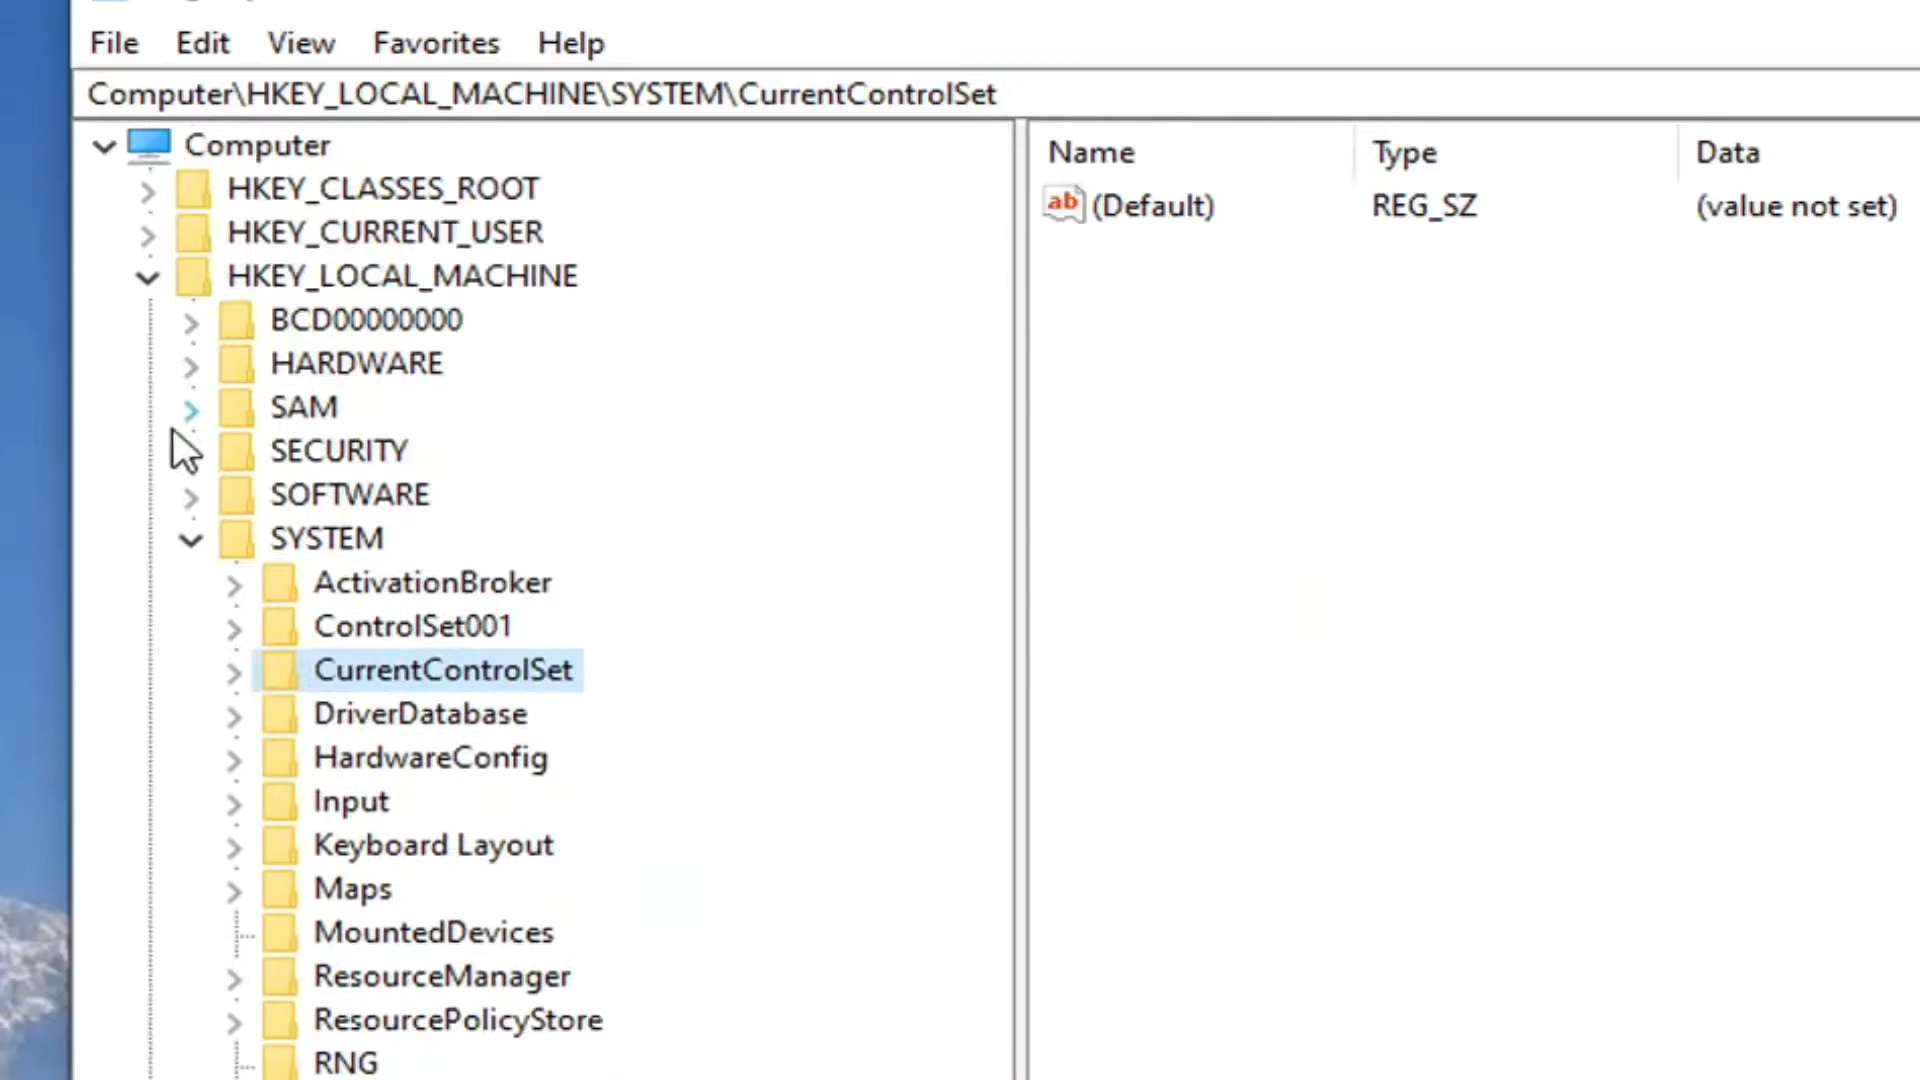 File Edit View Favorites Help
Computer\HKEY_LOCAL_MACHINE\SYSTEM\CurrentControlSet
Computer
HKEY_CLASSES_ROOT
HKEY_CURRENT_USER
HKEY_LOCAL_MACHINE
BCD00000000
HARDWARE
SAM
SECURITY
SOFTWARE
SYSTEM
ActivationBroker
ControlSet001
CurrentControlSet
DriverDatabase
HardwareConfig
Input
Keyboard Layout
Maps
MountedDevices
ResourceManager
ResourcePolicyStore
RNG
Name Type Data
ab (Default) REG_SZ (value not set)